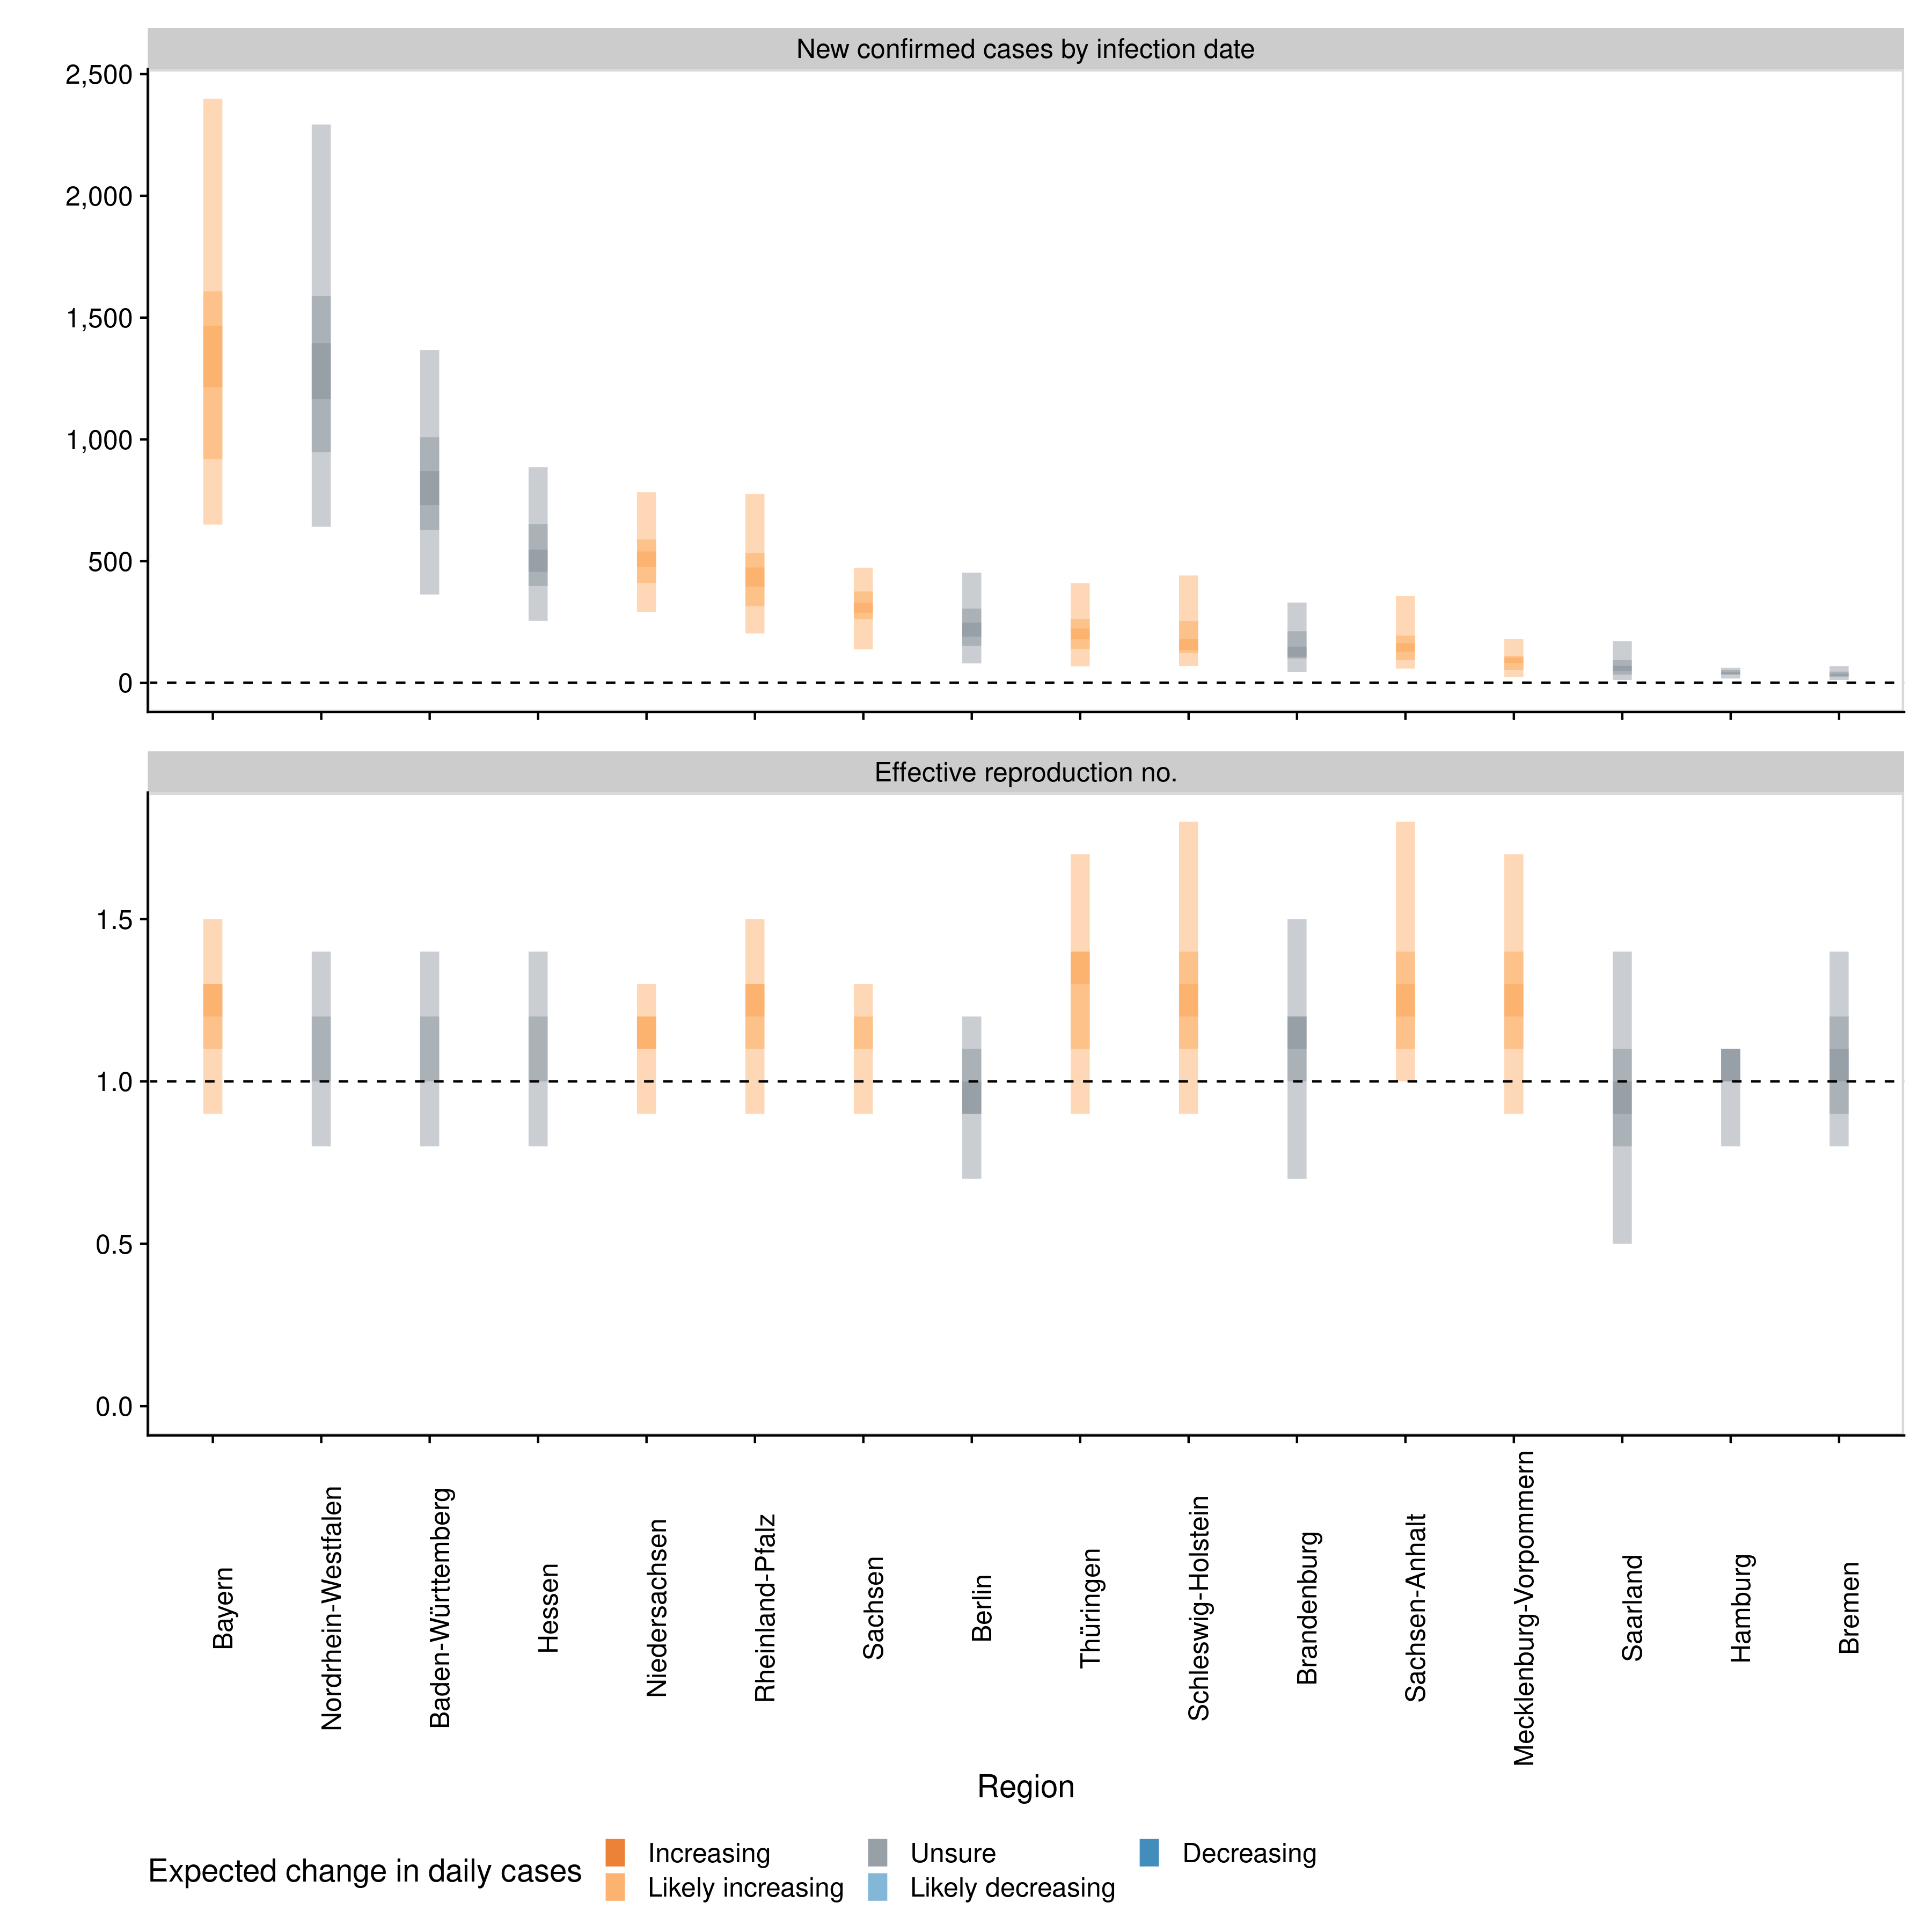 New confirmed cases by infection date
2,500
2,000
1,500
1,000
500
0
Effective reproduction no.
1.5
1.0
0.5
0.0
Bayern
Nordrhein-Westfalen
Baden-Württemberg
Hessen
Niedersachsen
Rheinland-Pfalz
Sachsen
Berlin
Thüringen
Schleswig-Holstein
Brandenburg
Sachsen-Anhalt
Mecklenburg-Vorpommern
Saarland
Hamburg
Bremen
Region
Expected change in daily cases
Increasing
Likely increasing
Unsure
Likely decreasing
Decreasing